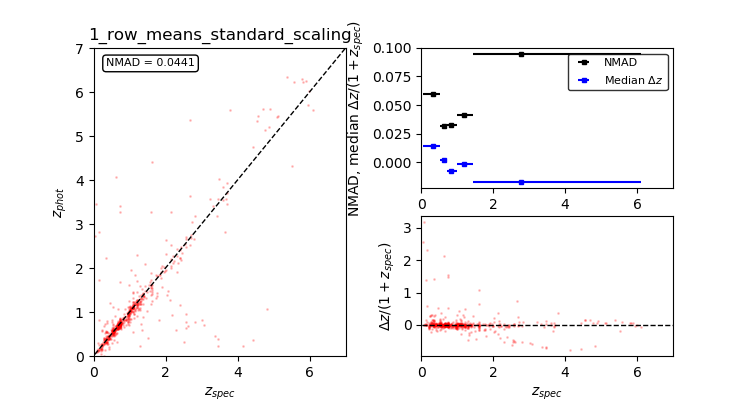 1_row_means_standard_scaling
NMAD = 0.0441
7
6
5
4
3
2
1
0
z_phot
0 2 4 6
z_spec
NMAD, median Δz/(1 + z_spec)
0.100
0.075
0.050
0.025
0.000
NMAD
Median Δz
0 2 4 6
Δz/(1 + z_spec)
3
2
1
0
0 2 4 6
z_spec